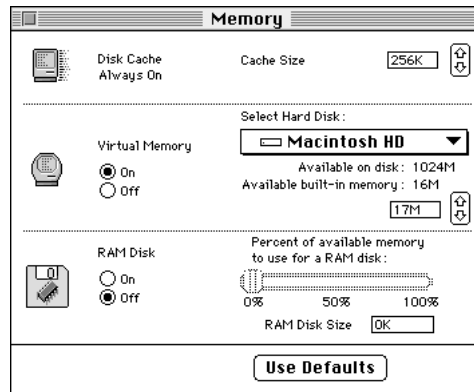 Memory
Disk Cache
Always On
Cache Size
256K
Select Hard Disk:
Macintosh HD
Virtual Memory
On
Off
Available on disk: 1024M
Available built-in memory: 16M
17M
RAM Disk
On
Off
Percent of available memory
to use for a RAM disk:
0% 50% 100%
RAM Disk Size
0K
Use Defaults